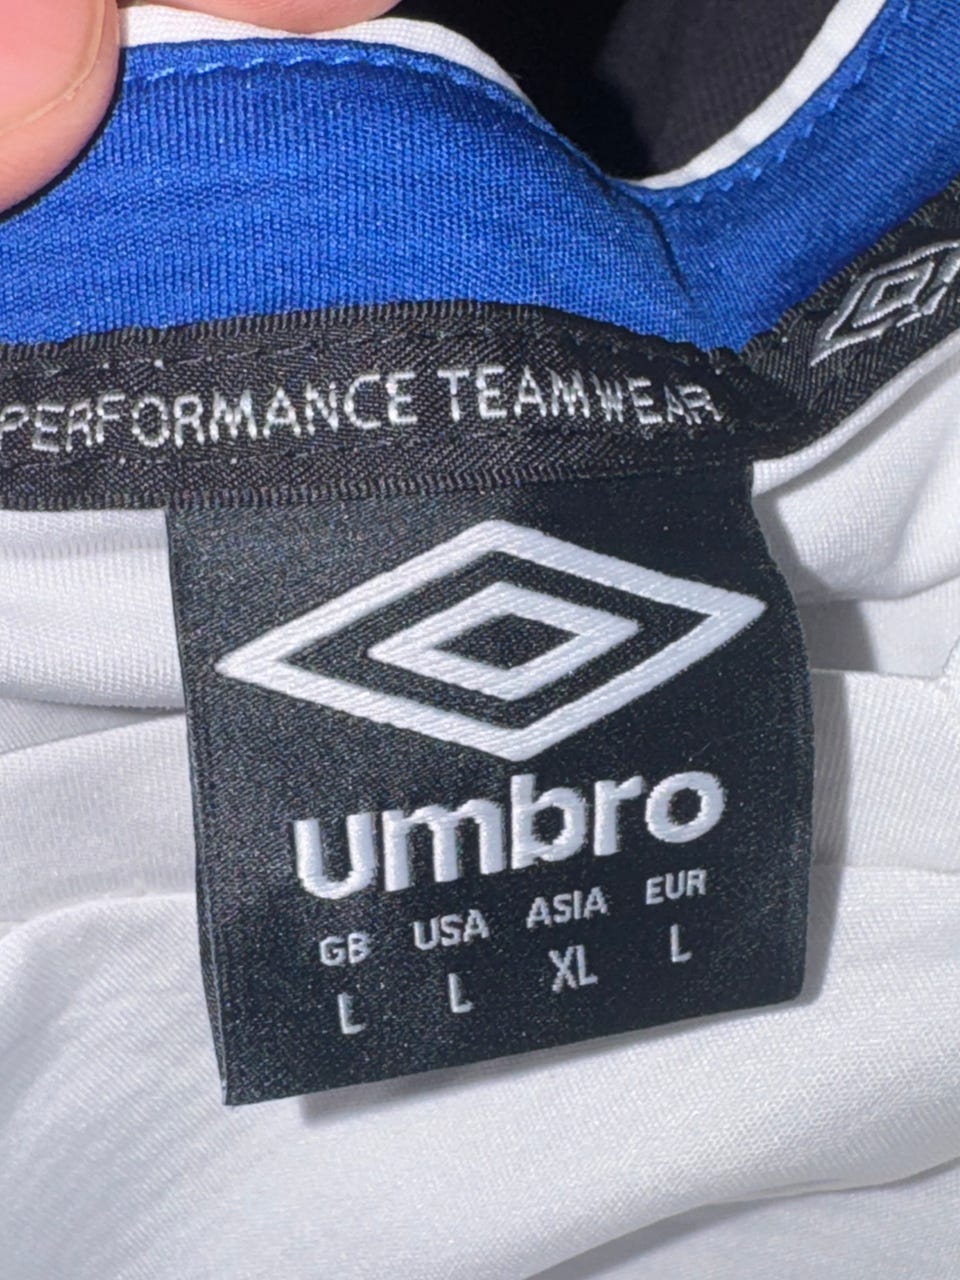 PERFORMANCE TEAMWEAR
umbro
GB USA ASIA EUR
L L XL L